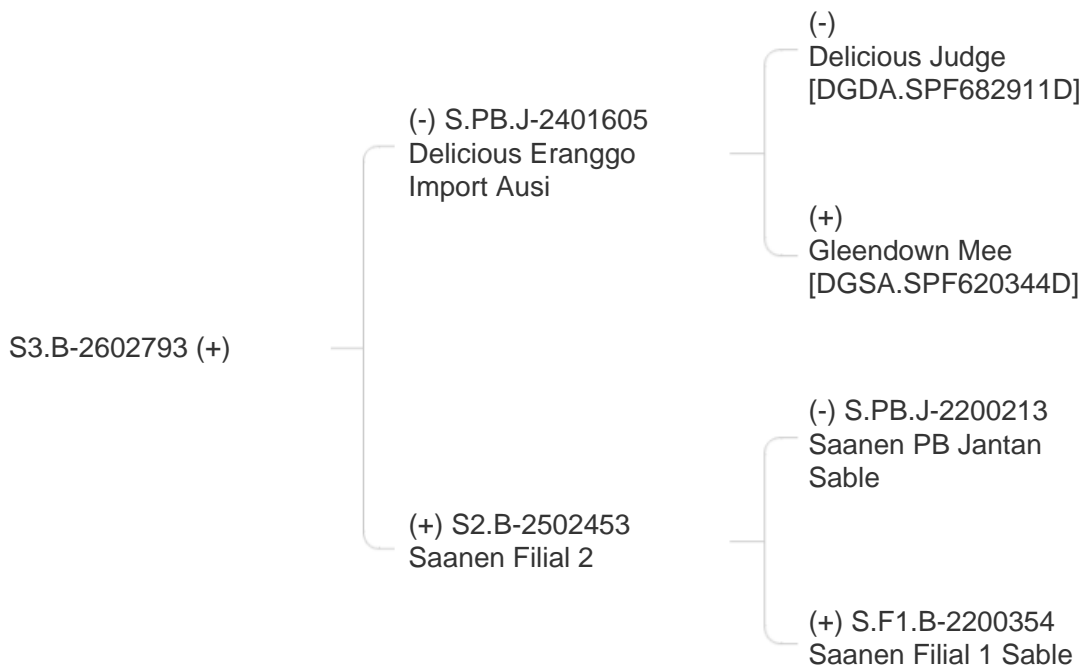 (-)
Delicious Judge
[DGDA.SPF682911D]
(-) S.PB.J-2401605
Delicious Eranggo
Import Ausi
(+)
Gleendown Mee
[DGSA.SPF620344D]
S3.B-2602793 (+)
(-) S.PB.J-2200213
Saanen PB Jantan
Sable
(+) S2.B-2502453
Saanen Filial 2
(+) S.F1.B-2200354
Saanen Filial 1 Sable